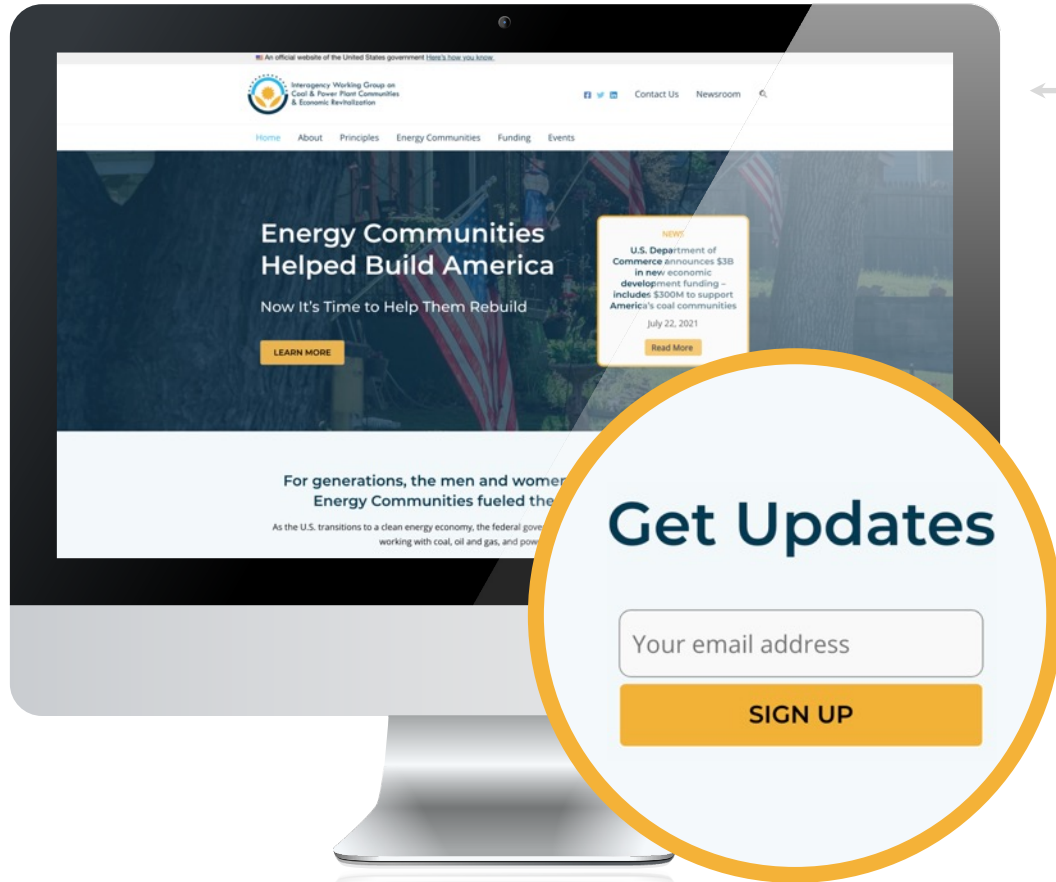 An official website of the United States government Here's how you know
Interagency Working Group on
Coal & Power Plant Communities
& Economic Revitalization
Contact Us Newsroom
Home About Principles Energy Communities Funding Events
Energy Communities
Helped Build America
Now It's Time to Help Them Rebuild
LEARN MORE
NEWS
U.S. Department of
Commerce announces $3B
in new economic
development funding –
includes $300M to support
America's coal communities
July 22, 2021
Read More
For generations, the men and women
Energy Communities fueled the
As the U.S. transitions to a clean energy economy, the federal gove
working with coal, oil and gas, and pow
Get Updates
Your email address
SIGN UP